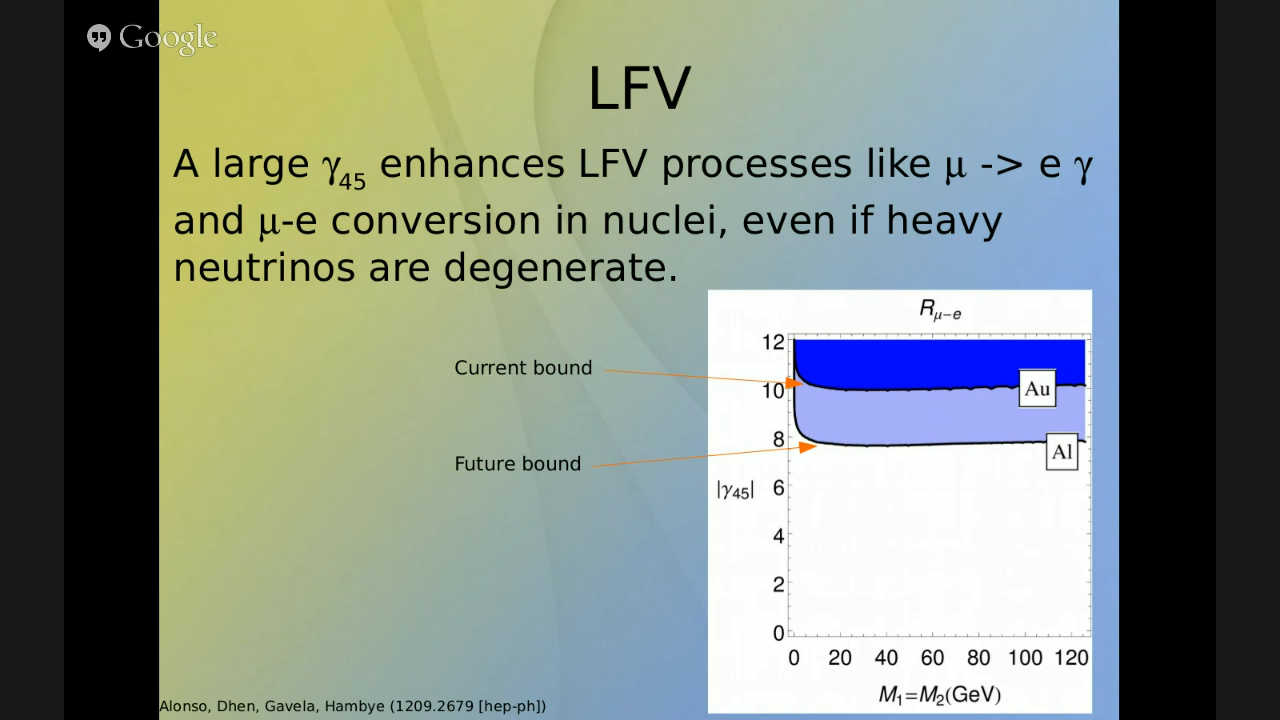 Google
LFV
A large γ45 enhances LFV processes like μ -> e γ
and μ-e conversion in nuclei, even if heavy
neutrinos are degenerate.
Rμ−e
Current bound
Future bound
12
10
8
6
4
2
0
Au
Al
|γ45|
0 20 40 60 80 100 120
M1=M2(GeV)
Alonso, Dhen, Gavela, Hambye (1209.2679 [hep-ph])